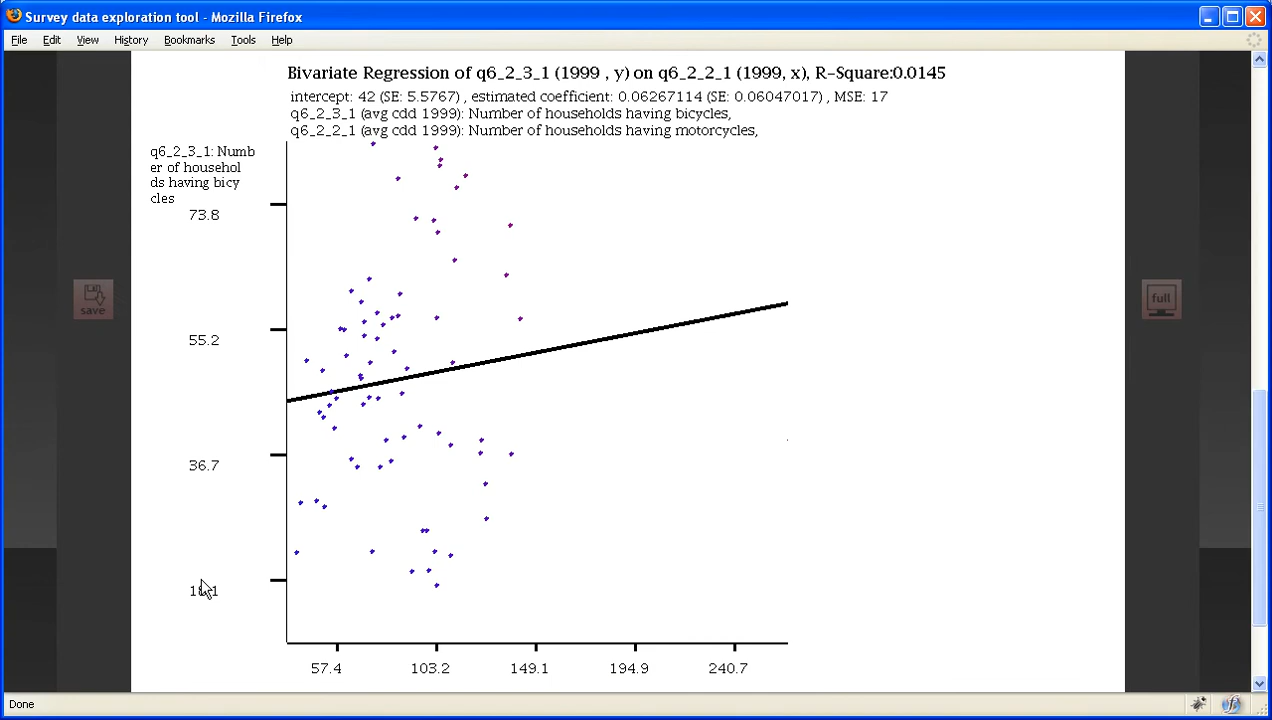 Survey data exploration tool - Mozilla Firefox
File Edit View History Bookmarks Tools Help
Bivariate Regression of q6_2_3_1 (1999 , y) on q6_2_2_1 (1999, x), R-Square:0.0145
intercept: 42 (SE: 5.5767) , estimated coefficient: 0.06267114 (SE: 0.06047017) , MSE: 17
q6_2_3_1 (avg cdd 1999): Number of households having bicycles,
q6_2_2_1 (avg cdd 1999): Number of households having motorcycles,
q6_2_3_1: Numb
er of househol
ds having bicy
cles
73.8
save
full
55.2
36.7
57.4 103.2 149.1 194.9 240.7
Done